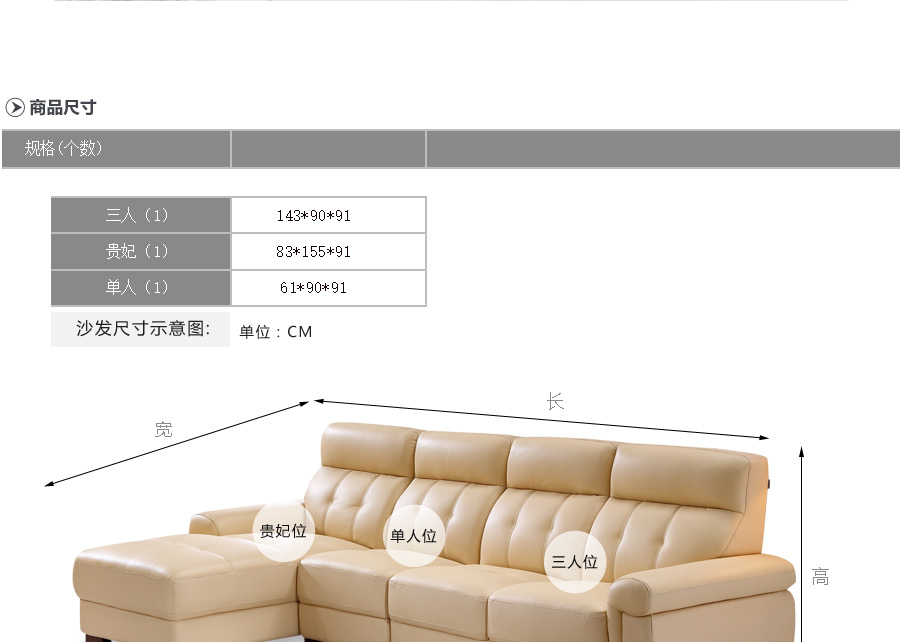 商品尺寸
规格(个数)
三人（1） 143*90*91
贵妃（1） 83*155*91
单人（1） 61*90*91
沙发尺寸示意图: 单位：CM
长
宽
贵妃位
单人位
三人位
高